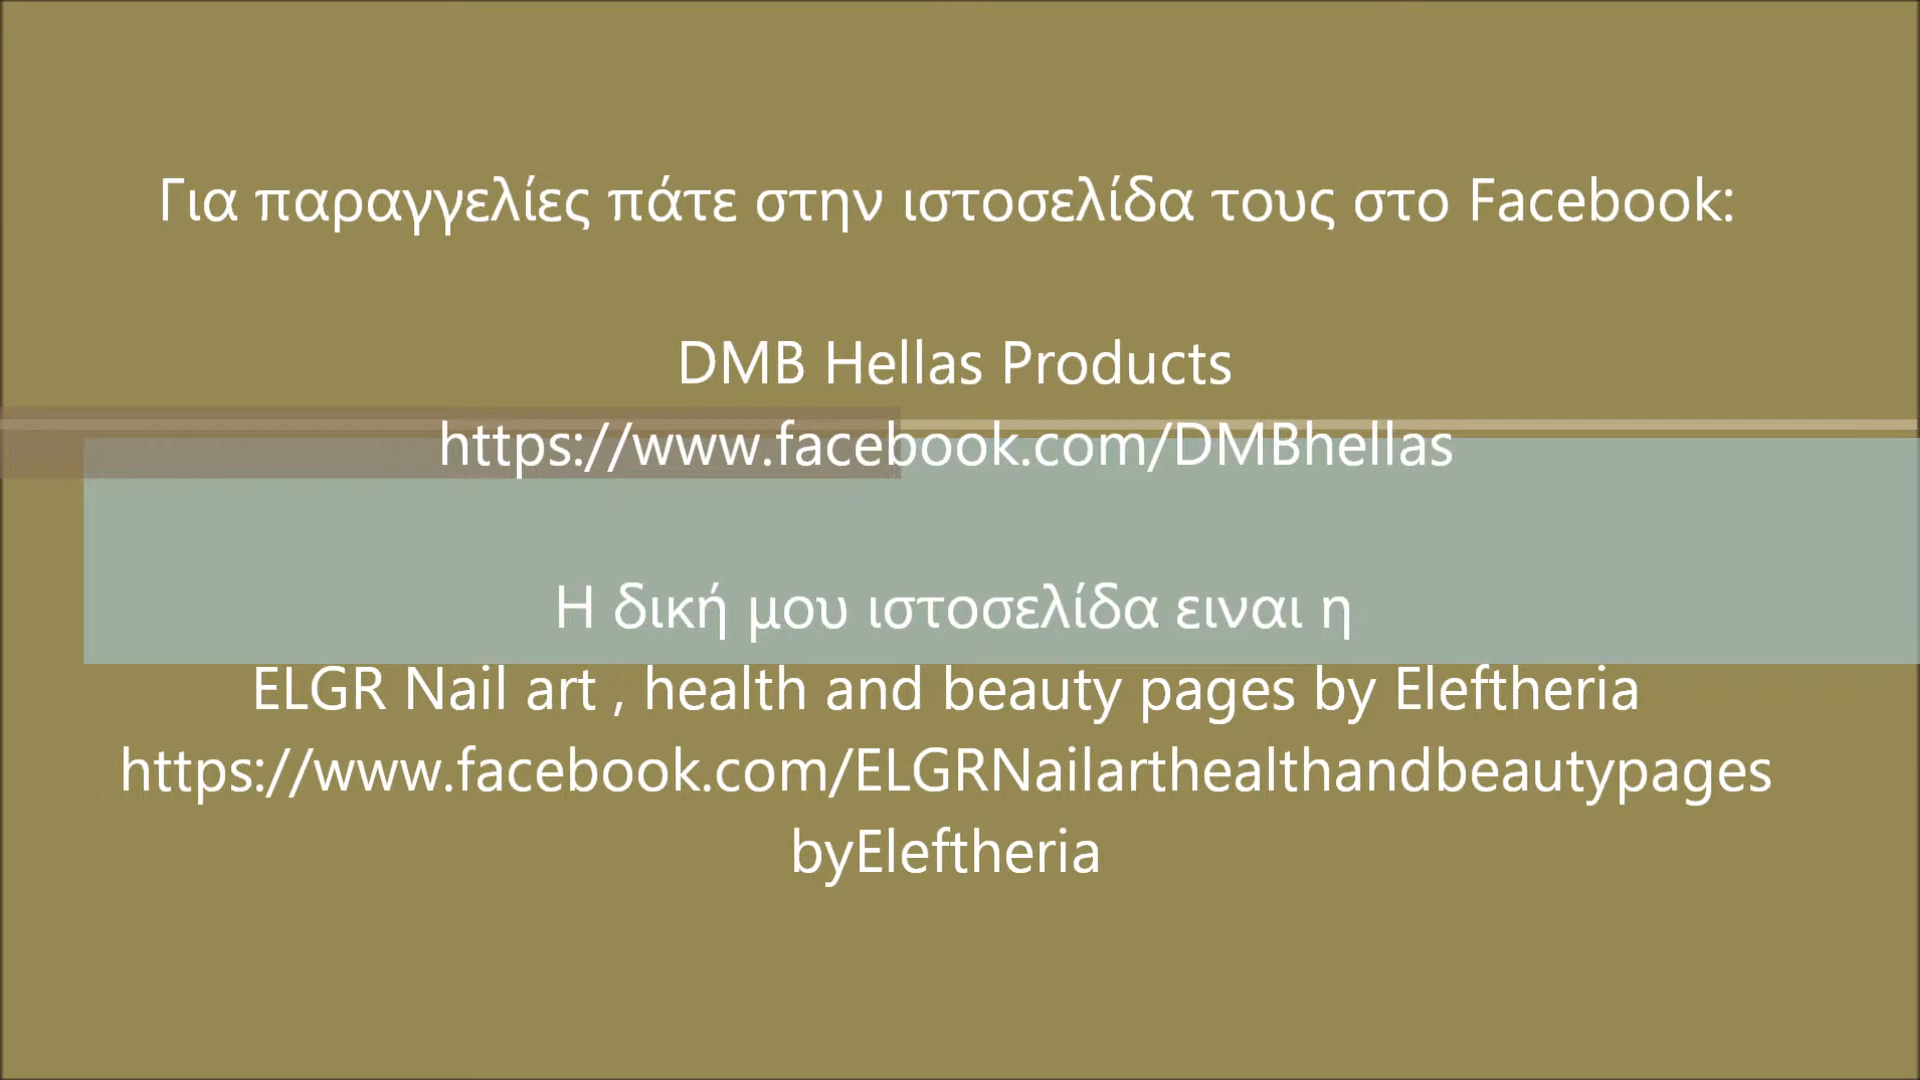 Για παραγγελίες πάτε στην ιστοσελίδα τους στο Facebook:
DMB Hellas Products
https://www.facebook.com/DMBhellas
Η δική μου ιστοσελίδα ειναι η
ELGR Nail art , health and beauty pages by Eleftheria
https://www.facebook.com/ELGRNailarthealthandbeautypages
byEleftheria